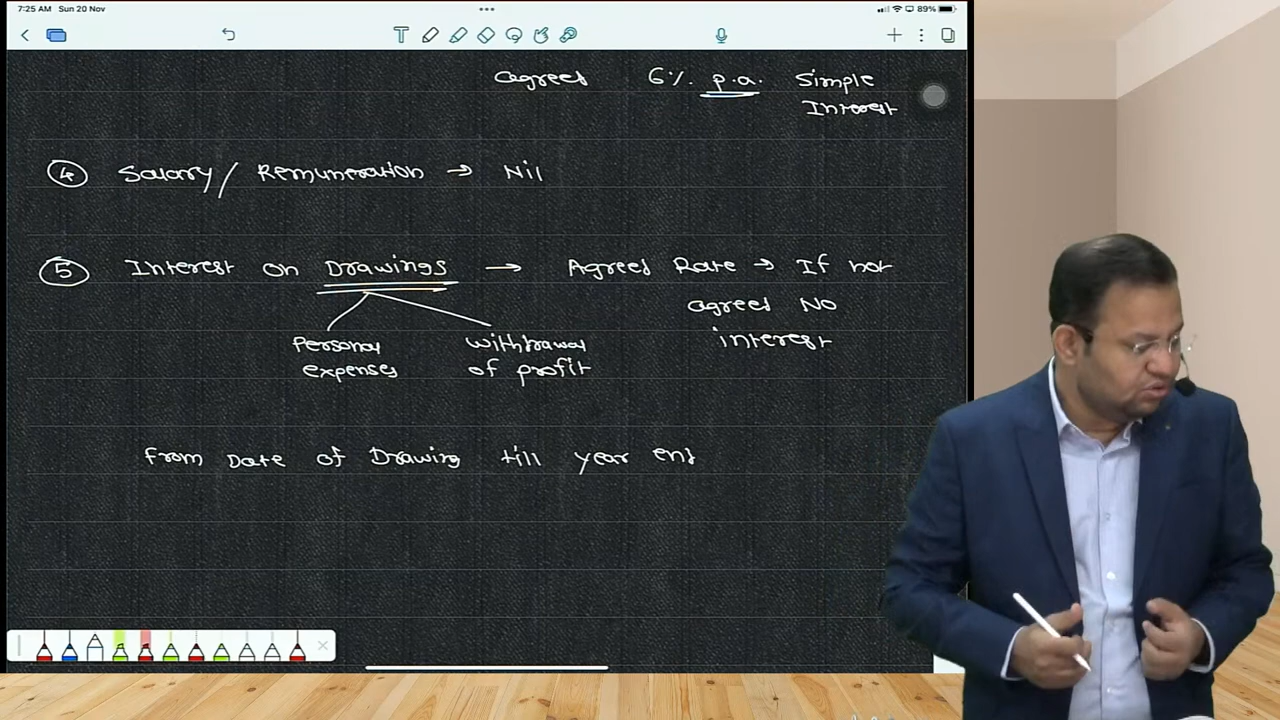 7:25 AM Sun 20 Nov
89%
agreed 6% p.a. Simple
Interest
4 Salary/ Remuneration → Nil
5 Interest on Drawings → Agreed Rate → If not
agreed No
interest
Personal
expenses
withdrawal
of profit
from Date of Drawing till year end